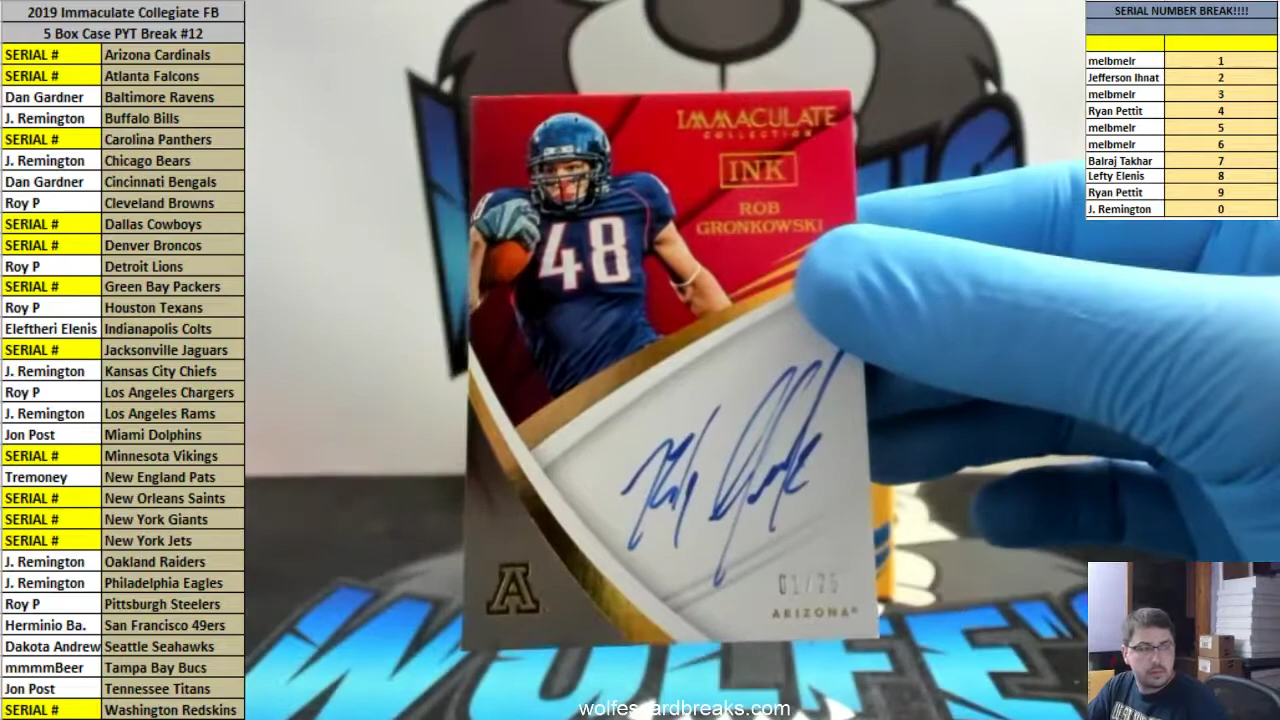 2019 Immaculate Collegiate FB
5 Box Case PYT Break #12
SERIAL # Arizona Cardinals
SERIAL # Atlanta Falcons
Dan Gardner Baltimore Ravens
J. Remington Buffalo Bills
SERIAL # Carolina Panthers
J. Remington Chicago Bears
Dan Gardner Cincinnati Bengals
Roy P Cleveland Browns
SERIAL # Dallas Cowboys
SERIAL # Denver Broncos
Roy P Detroit Lions
SERIAL # Green Bay Packers
Roy P Houston Texans
Eleftheri Elenis Indianapolis Colts
SERIAL # Jacksonville Jaguars
J. Remington Kansas City Chiefs
Roy P Los Angeles Chargers
J. Remington Los Angeles Rams
Jon Post Miami Dolphins
SERIAL # Minnesota Vikings
Tremoney New England Pats
SERIAL # New Orleans Saints
SERIAL # New York Giants
SERIAL # New York Jets
J. Remington Oakland Raiders
J. Remington Philadelphia Eagles
Roy P Pittsburgh Steelers
Herminio Ba. San Francisco 49ers
Dakota Andrew Seattle Seahawks
mmmmBeer Tampa Bay Bucs
Jon Post Tennessee Titans
SERIAL # Washington Redskins
IMMACULATE
COLLECTION
INK
ROB
GRONKOWSKI
48
A
01/25
ARIZONA
WOLFE'
wolfescardbreaks.com
SERIAL NUMBER BREAK!!!!
melbmelr 1
Jefferson Ihnat 2
melbmelr 3
Ryan Pettit 4
melbmelr 5
melbmelr 6
Balraj Takhar 7
Lefty Elenis 8
Ryan Pettit 9
J. Remington 0